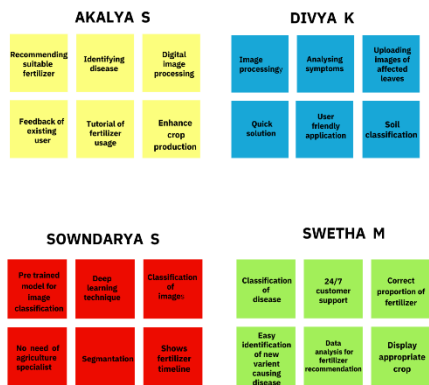 AKALYA S
DIVYA K
Recommending
suitable
fertilizer
Identifying
disease
Digital
image
processing
Image
processingy
Analysing
symptoms
Uploading
images of
affected
leaves
Feedback of
existing
user
Tutorial of
fertilizer
usage
Enhance
crop
production
Quick
solution
User
friendly
application
Soil
classification
SOWNDARYA S
SWETHA M
Pre trained
model for
image
classification
Deep
learning
technique
Classification
of
images
Classification
of
disease
24/7
customer
support
Correct
proportion of
fertilizer
No need of
agriculture
specialist
Segmantation
Shows
fertilizer
timeline
Easy
identification
of new
varient
causing
disease
Data
analysis for
fertilizer
recommendation
Display
appropriate
crop